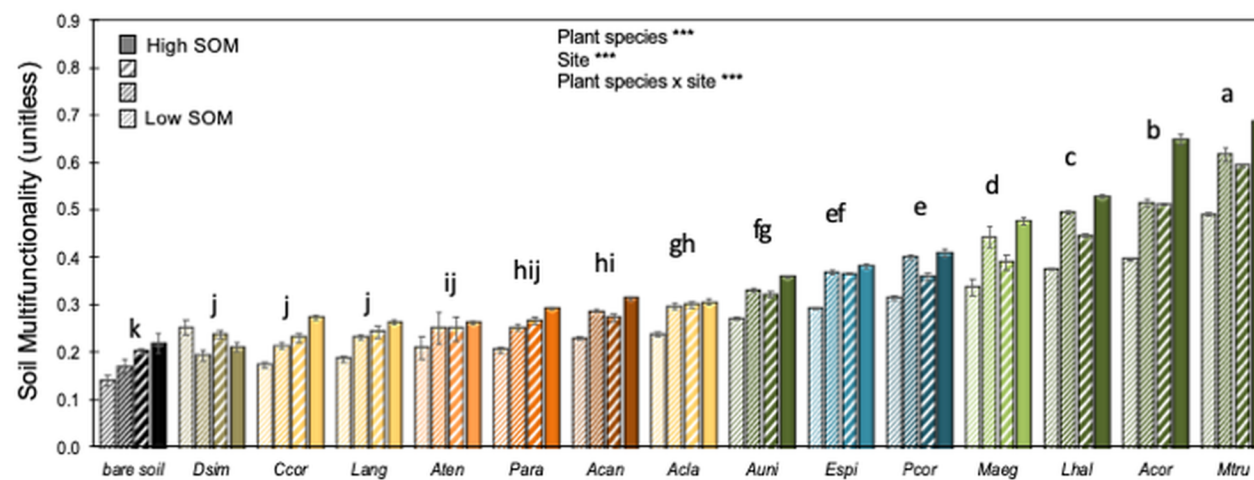 0.9
0.8
0.7
0.6
0.5
0.4
0.3
0.2
0.1
0.0
Soil Multifunctionality (unitless)
High SOM
Low SOM
Plant species ***
Site ***
Plant species x site ***
k
j
j
j
ij
hij
hi
gh
fg
ef
e
d
c
b
a
bare soil Dsim Ccor Lang Aten Para Acan Acla Auni Espi Pcor Maeg Lhal Acor Mtru